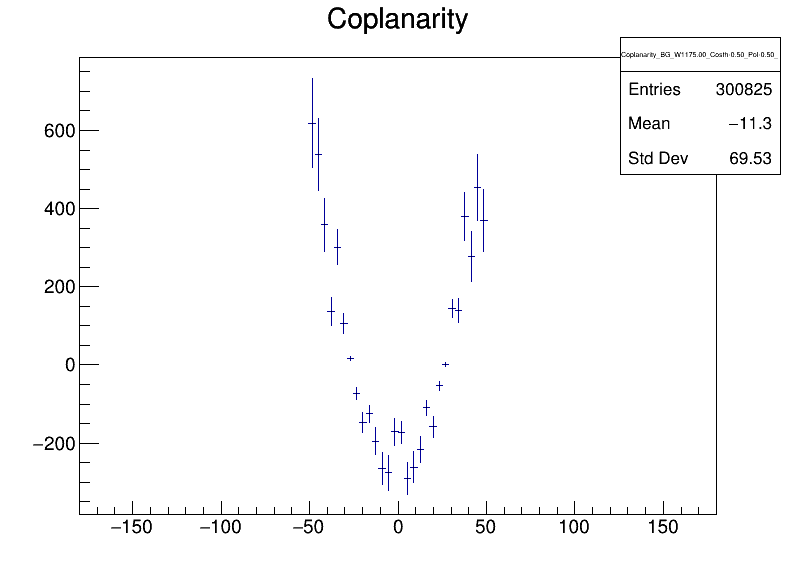 Coplanarity
Coplanarity_BG_W1175.00_Costh-0.50_Pol-0.50_
Entries 300825
Mean −11.3
Std Dev 69.53
600
400
200
0
−200
−150 −100 −50 0 50 100 150